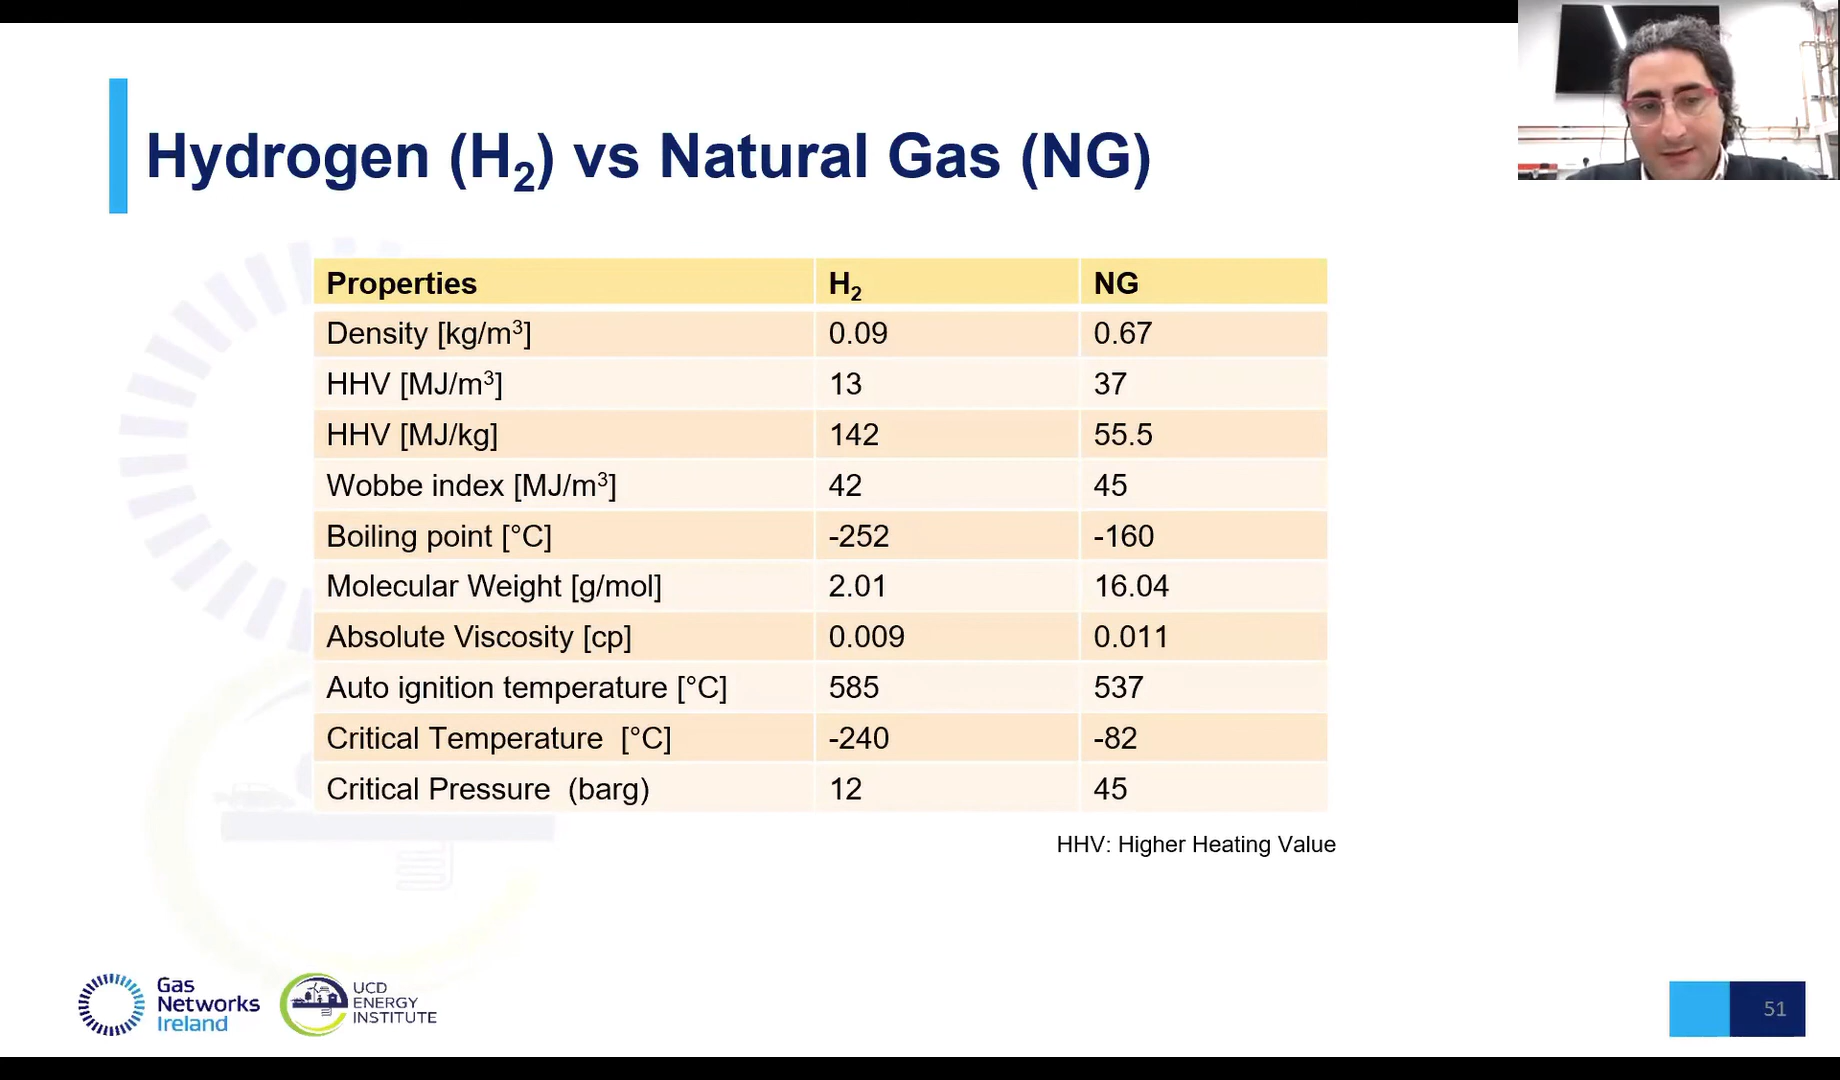 Hydrogen (H₂) vs Natural Gas (NG)
Properties H₂ NG
Density [kg/m³] 0.09 0.67
HHV [MJ/m³] 13 37
HHV [MJ/kg] 142 55.5
Wobbe index [MJ/m³] 42 45
Boiling point [°C] -252 -160
Molecular Weight [g/mol] 2.01 16.04
Absolute Viscosity [cp] 0.009 0.011
Auto ignition temperature [°C] 585 537
Critical Temperature [°C] -240 -82
Critical Pressure (barg) 12 45
HHV: Higher Heating Value
Gas
Networks
Ireland
UCD
ENERGY
INSTITUTE
51